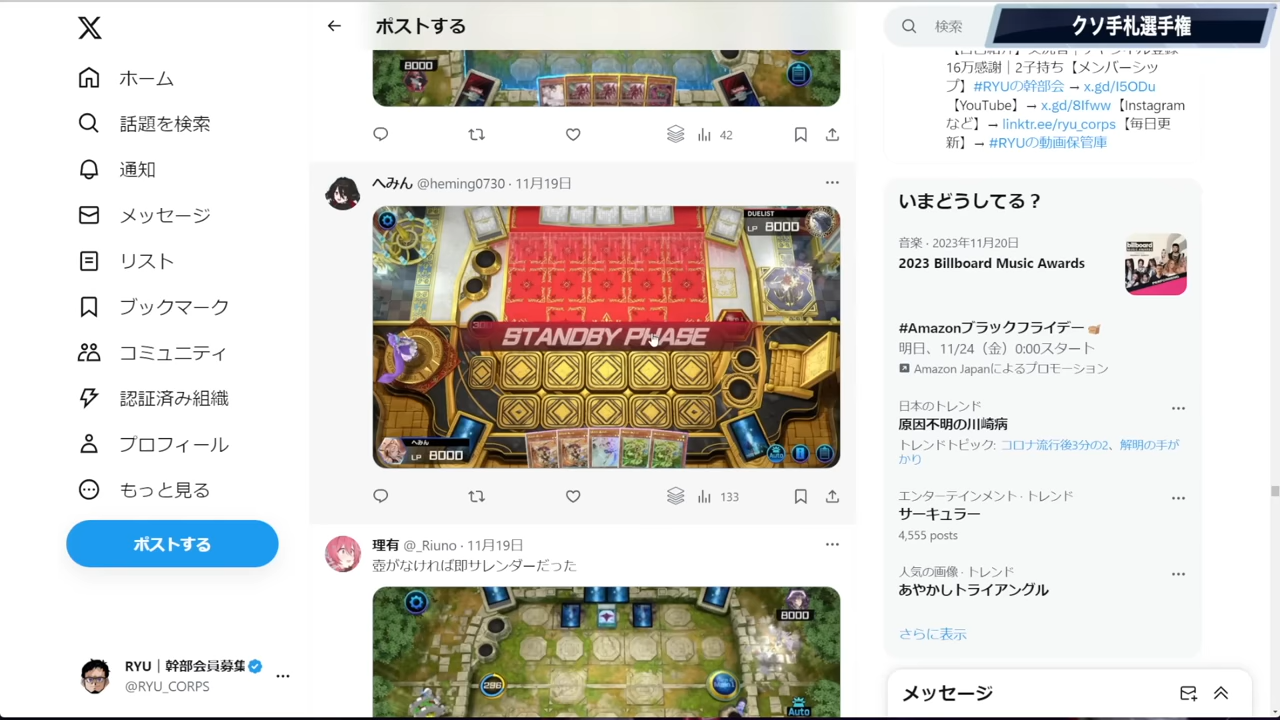 クソ手札選手権
ポストする
検索
ホーム
話題を検索
通知
メッセージ
リスト
ブックマーク
コミュニティ
認証済み組織
プロフィール
もっと見る
ポストする
RYU｜幹部会員募集
@RYU_CORPS
8000
42
へみん @heming0730 · 11月19日
DUELIST
LP 8000
STANDBY PHASE
へみん
LP 8000
Auto
133
理有 @_Riuno · 11月19日
壺がなければ即サレンダーだった
8000
296
Auto
16万感謝｜2子持ち【メンバーシッ
プ】#RYUの幹部会 → x.gd/I5ODu
【YouTube】→ x.gd/8Ifww【Instagram
など】→ linktr.ee/ryu_corps【毎日更
新】→ #RYUの動画保管庫
いまどうしてる？
音楽 · 2023年11月20日
2023 Billboard Music Awards
#Amazonブラックフライデー
明日、11/24（金）0:00スタート
Amazon Japanによるプロモーション
日本のトレンド
原因不明の川崎病
トレンドトピック: コロナ流行後3分の2、解明の手が
かり
エンターテインメント · トレンド
サーキュラー
4,555 posts
人気の画像 · トレンド
あやかしトライアングル
さらに表示
メッセージ